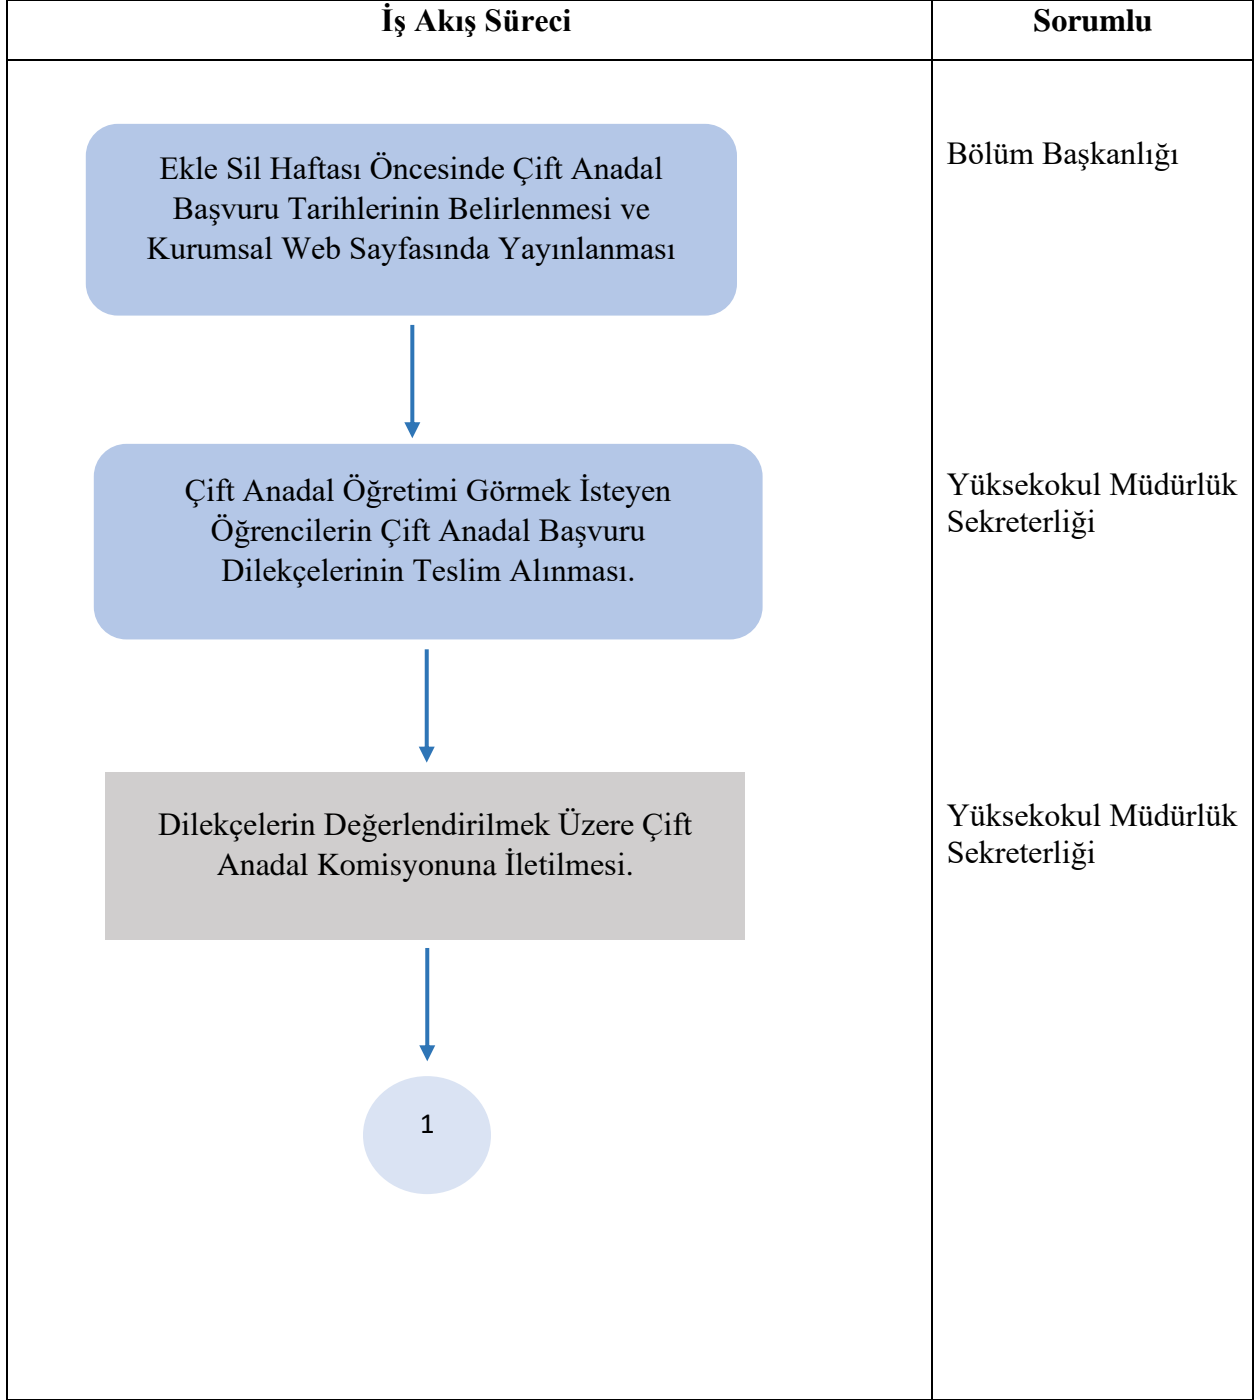 İş Akış Süreci
Sorumlu
Ekle Sil Haftası Öncesinde Çift Anadal
Başvuru Tarihlerinin Belirlenmesi ve
Kurumsal Web Sayfasında Yayınlanması
Bölüm Başkanlığı
Çift Anadal Öğretimi Görmek İsteyen
Öğrencilerin Çift Anadal Başvuru
Dilekçelerinin Teslim Alınması.
Yüksekokul Müdürlük
Sekreterliği
Dilekçelerin Değerlendirilmek Üzere Çift
Anadal Komisyonuna İletilmesi.
Yüksekokul Müdürlük
Sekreterliği
1